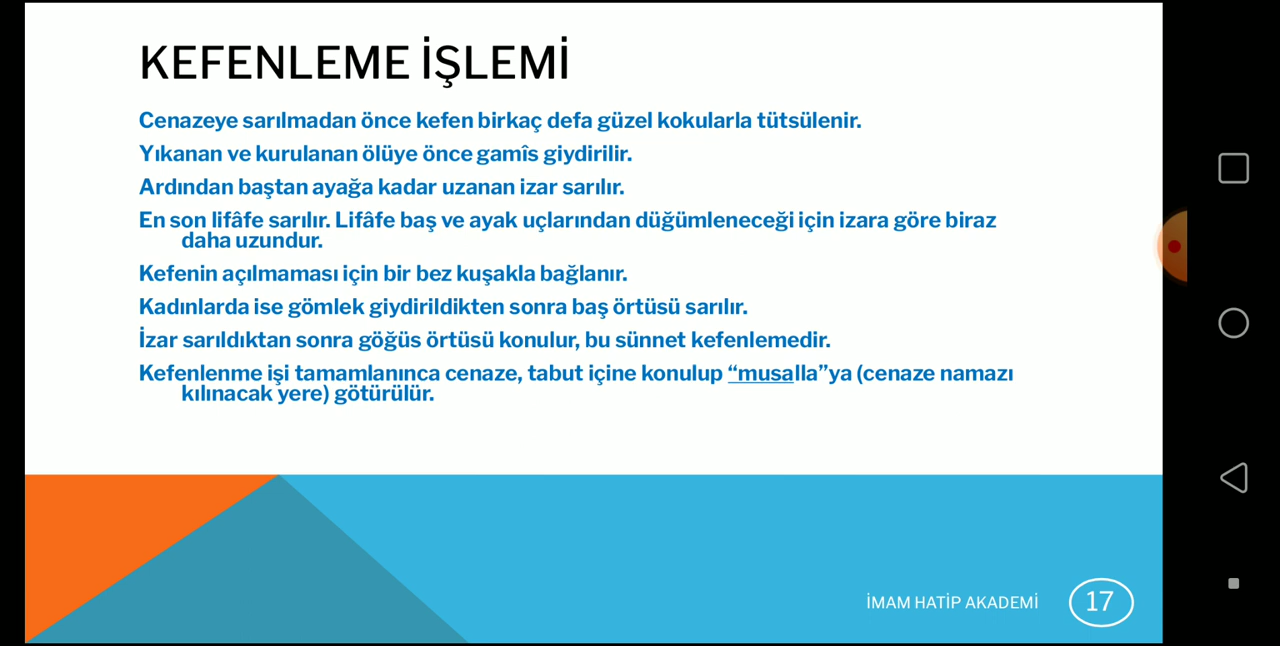 KEFENLEME İŞLEMİ
Cenazeye sarılmadan önce kefen birkaç defa güzel kokularla tütsülenir.
Yıkanan ve kurulanan ölüye önce gamîs giydirilir.
Ardından baştan ayağa kadar uzanan izar sarılır.
En son lifâfe sarılır. Lifâfe baş ve ayak uçlarından düğümleneceği için izara göre biraz
daha uzundur.
Kefenin açılmaması için bir bez kuşakla bağlanır.
Kadınlarda ise gömlek giydirildikten sonra baş örtüsü sarılır.
İzar sarıldıktan sonra göğüs örtüsü konulur, bu sünnet kefenlemedir.
Kefenlenme işi tamamlanınca cenaze, tabut içine konulup “musalla”ya (cenaze namazı
kılınacak yere) götürülür.
İMAM HATİP AKADEMİ
17